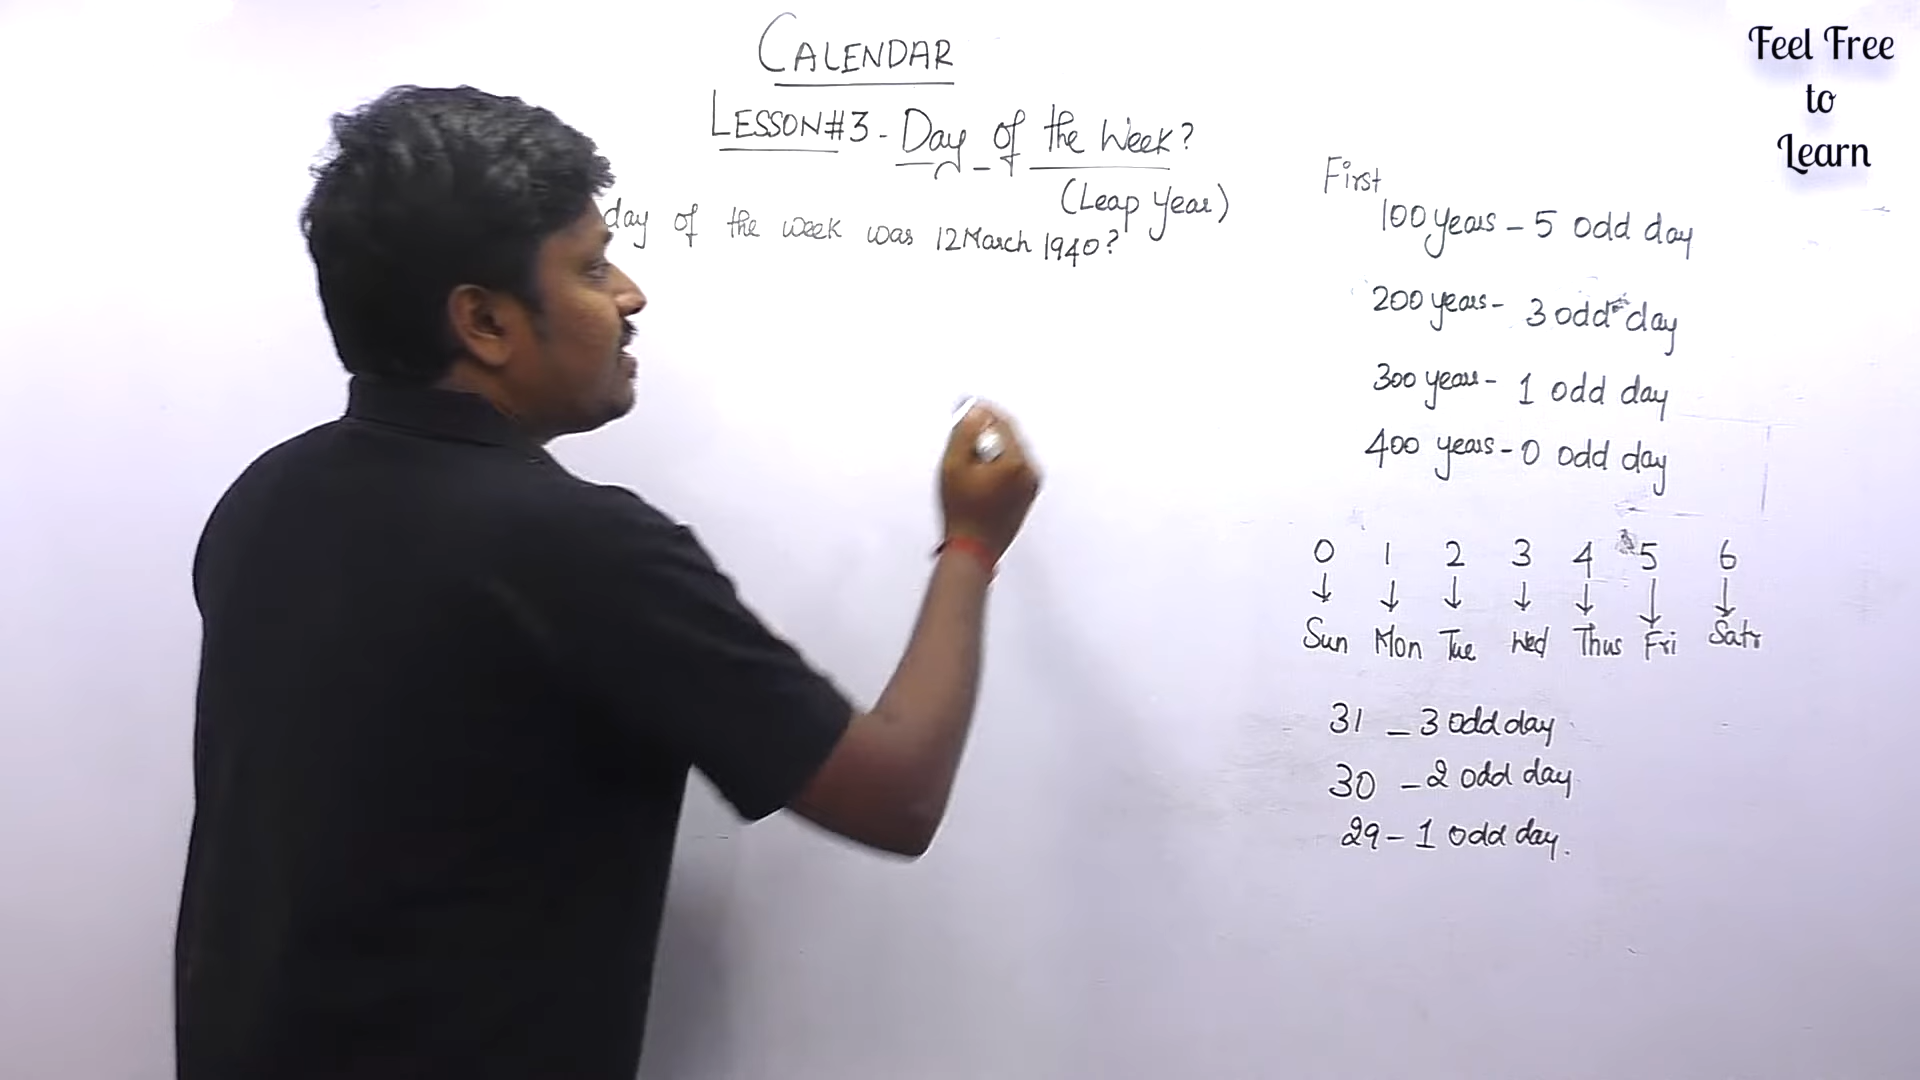 CALENDAR
LESSON#3 - Day of the Week?
(Leap Year)
day of the week was 12 March 1940?
Feel Free
to
Learn
First
100 years - 5 odd day
200 years - 3 odd day
300 years - 1 odd day
400 years - 0 odd day
0 1 2 3 4 5 6
Sun Mon Tue Wed Thus Fri Satr
31 - 3 odd day
30 - 2 odd day
29 - 1 odd day.